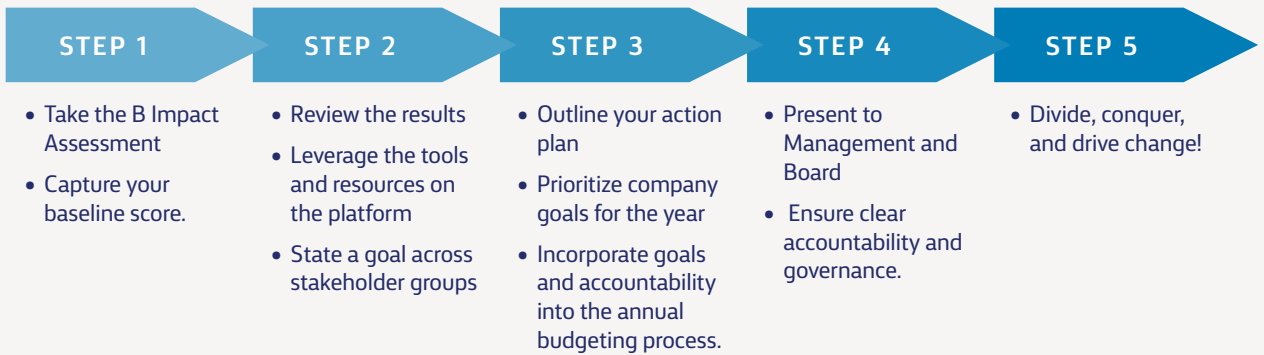 STEP 1
• Take the B Impact
Assessment
• Capture your
baseline score.
STEP 2
• Review the results
• Leverage the tools
and resources on
the platform
• State a goal across
stakeholder groups
STEP 3
• Outline your action
plan
• Prioritize company
goals for the year
• Incorporate goals
and accountability
into the annual
budgeting process.
STEP 4
• Present to
Management and
Board
• Ensure clear
accountability and
governance.
STEP 5
• Divide, conquer,
and drive change!